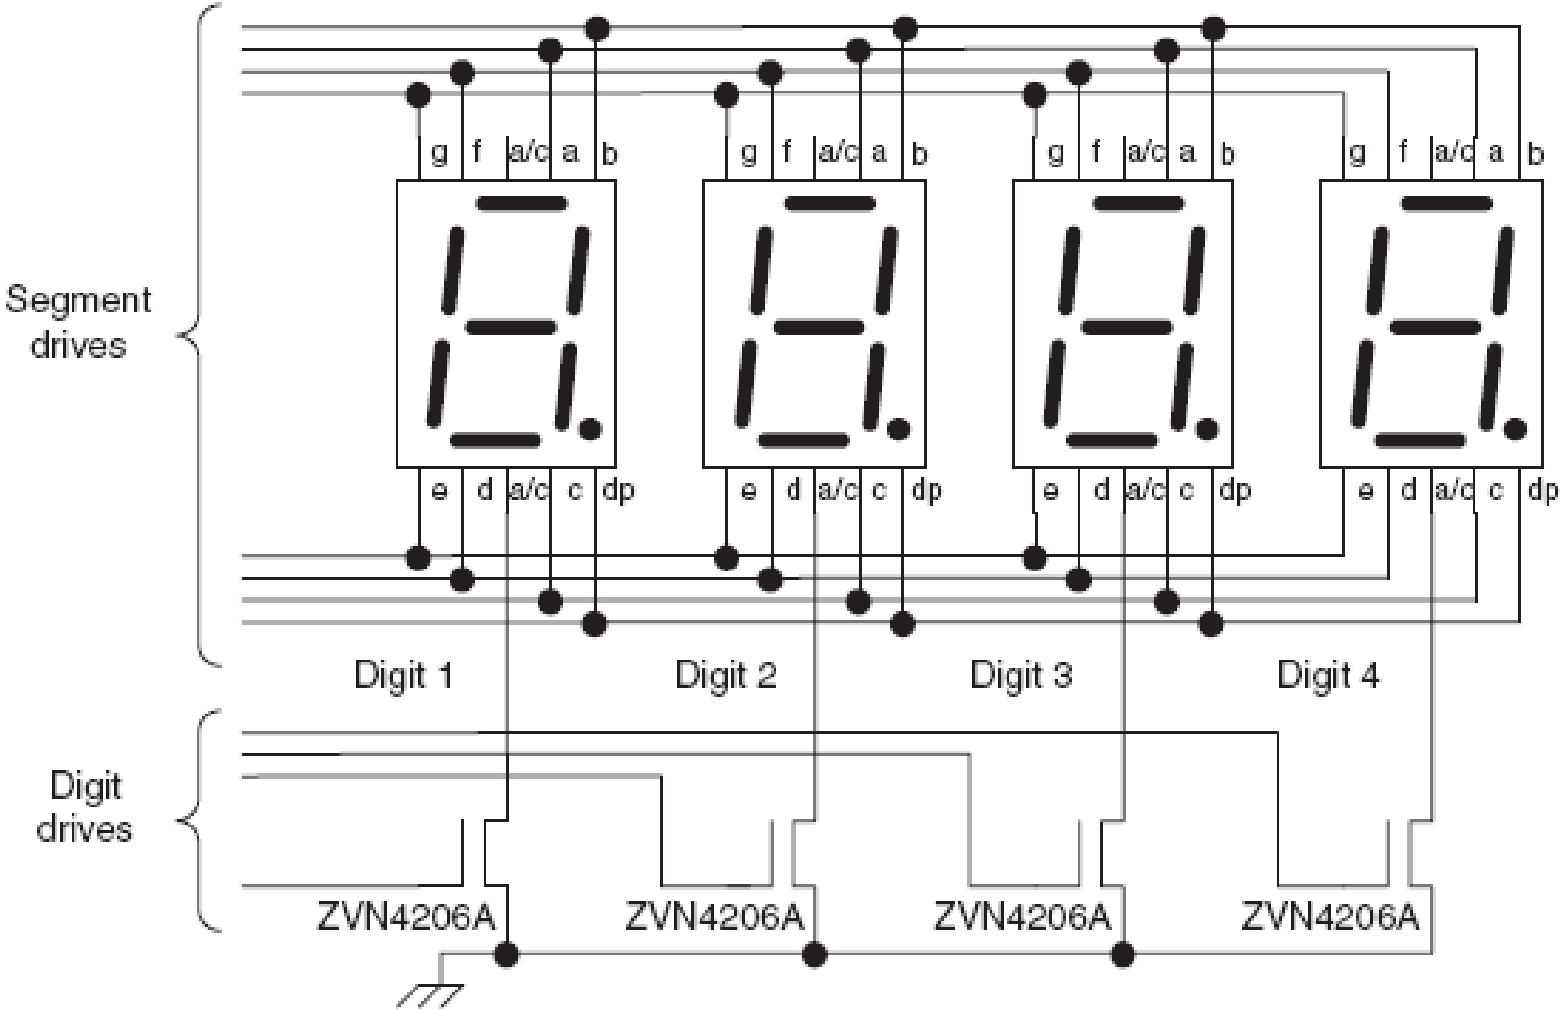 g f a/c a b g f a/c a b g f a/c a b g f a/c a b
Segment
drives
e d a/c c dp e d a/c c dp e d a/c c dp e d a/c c dp
Digit 1 Digit 2 Digit 3 Digit 4
Digit
drives
ZVN4206A ZVN4206A ZVN4206A ZVN4206A